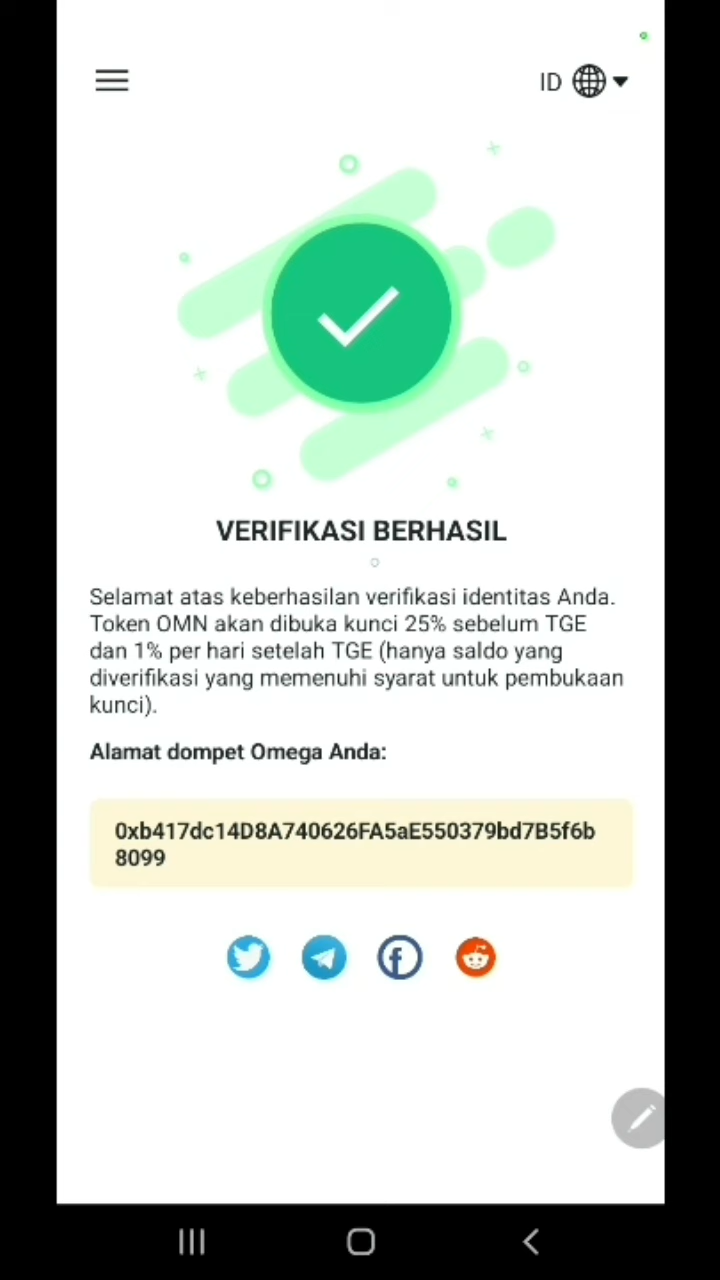 ID
VERIFIKASI BERHASIL
Selamat atas keberhasilan verifikasi identitas Anda.
Token OMN akan dibuka kunci 25% sebelum TGE
dan 1% per hari setelah TGE (hanya saldo yang
diverifikasi yang memenuhi syarat untuk pembukaan
kunci).
Alamat dompet Omega Anda:
0xb417dc14D8A740626FA5aE550379bd7B5f6b
8099